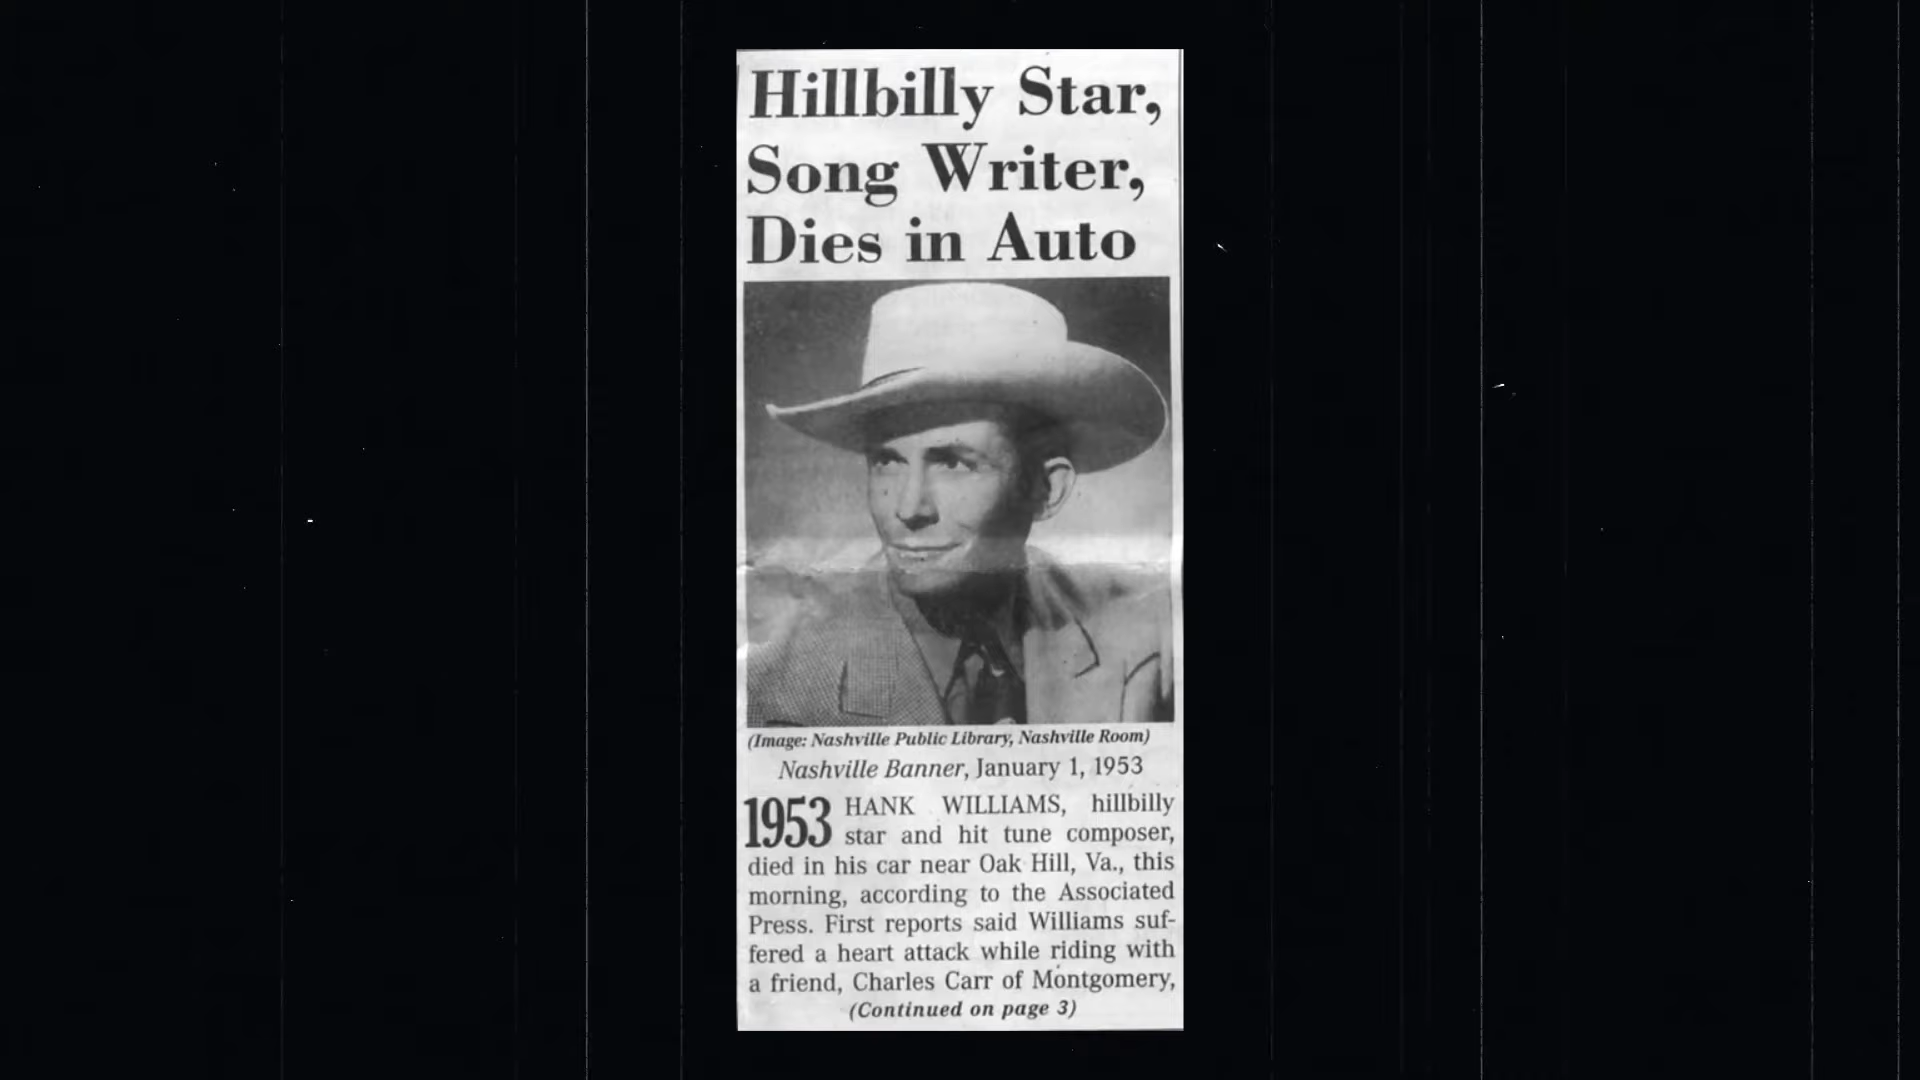 Hillbilly Star,
Song Writer,
Dies in Auto
(Image: Nashville Public Library, Nashville Room)
Nashville Banner, January 1, 1953
1953 HANK WILLIAMS, hillbilly
star and hit tune composer,
died in his car near Oak Hill, Va., this
morning, according to the Associated
Press. First reports said Williams suf-
fered a heart attack while riding with
a friend, Charles Carr of Montgomery,
(Continued on page 3)